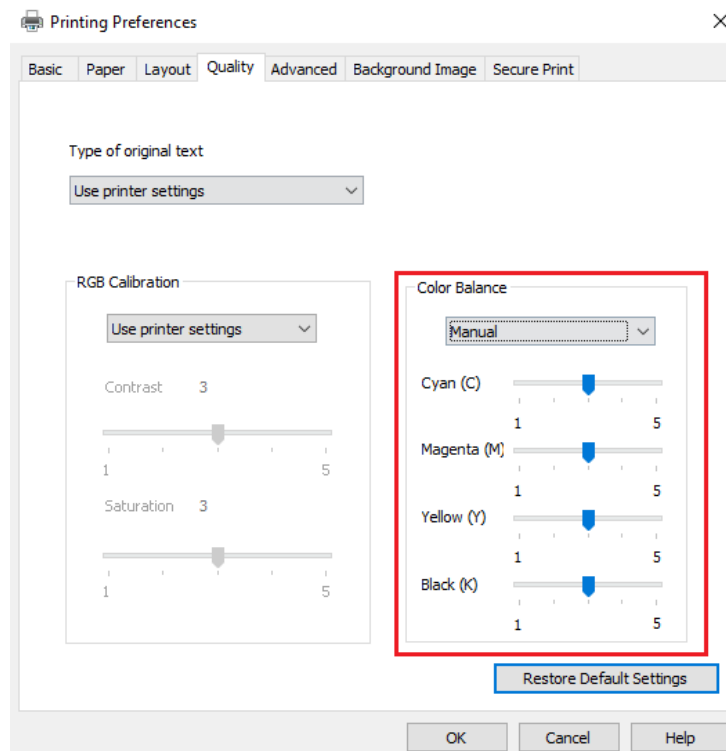 Printing Preferences
Basic Paper Layout Quality Advanced Background Image Secure Print
Type of original text
Use printer settings
RGB Calibration
Use printer settings
Contrast 3
1 5
Saturation 3
1 5
Color Balance
Manual
Cyan (C)
1 5
Magenta (M)
1 5
Yellow (Y)
1 5
Black (K)
1 5
Restore Default Settings
OK Cancel Help